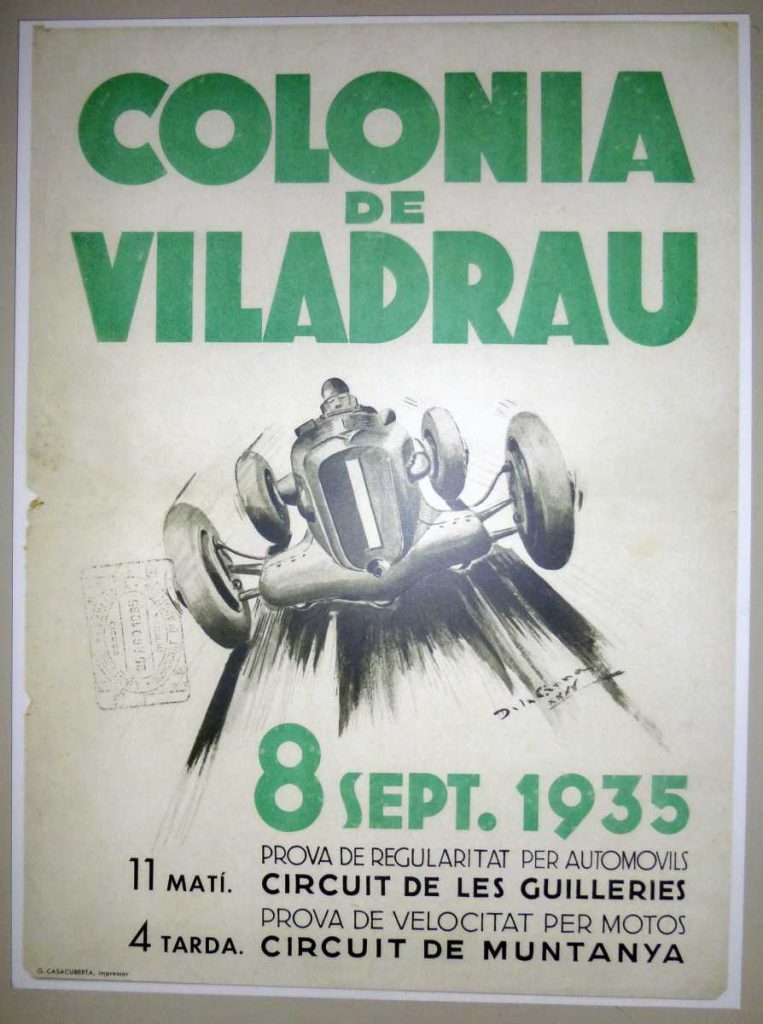 COLONIA
DE
VILADRAU
1
8 SEPT. 1935
11 MATÍ.
PROVA DE REGULARITAT PER AUTOMOVILS
CIRCUIT DE LES GUILLERIES
4 TARDA.
PROVA DE VELOCITAT PER MOTOS
CIRCUIT DE MUNTANYA
G. CASACUBERTA, Impressor